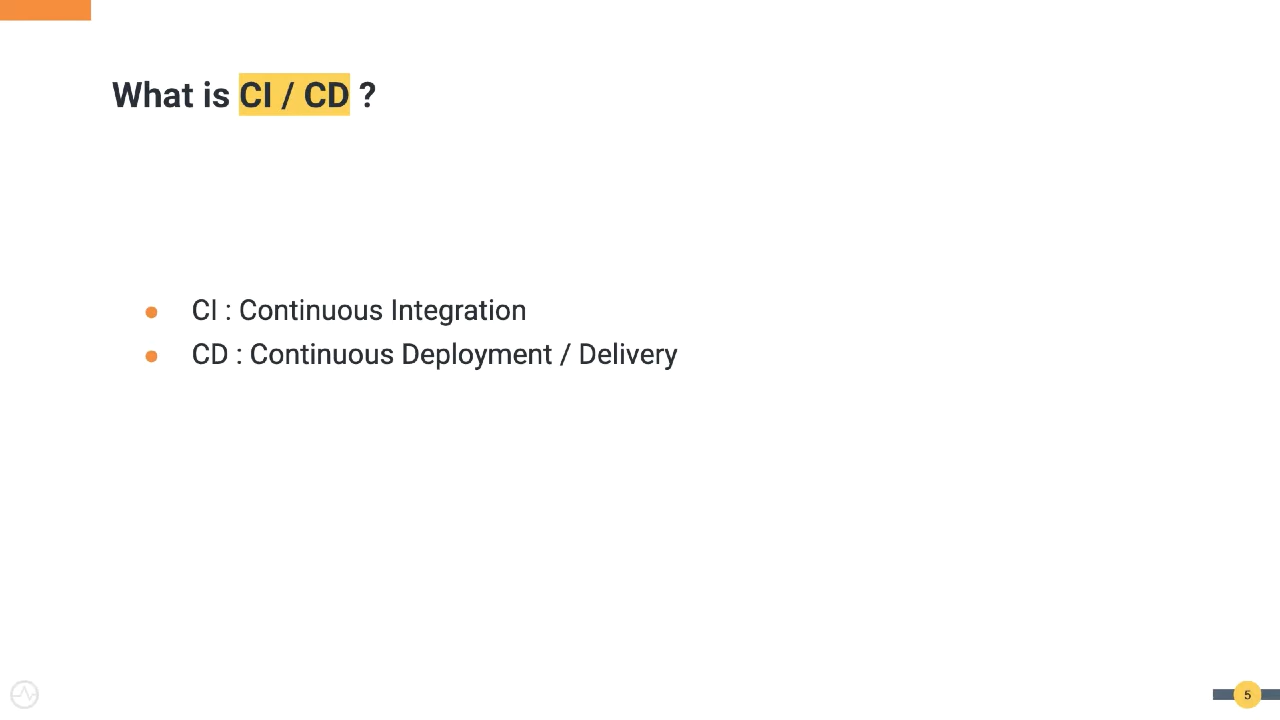 What is CI / CD ?
● CI : Continuous Integration
● CD : Continuous Deployment / Delivery
5